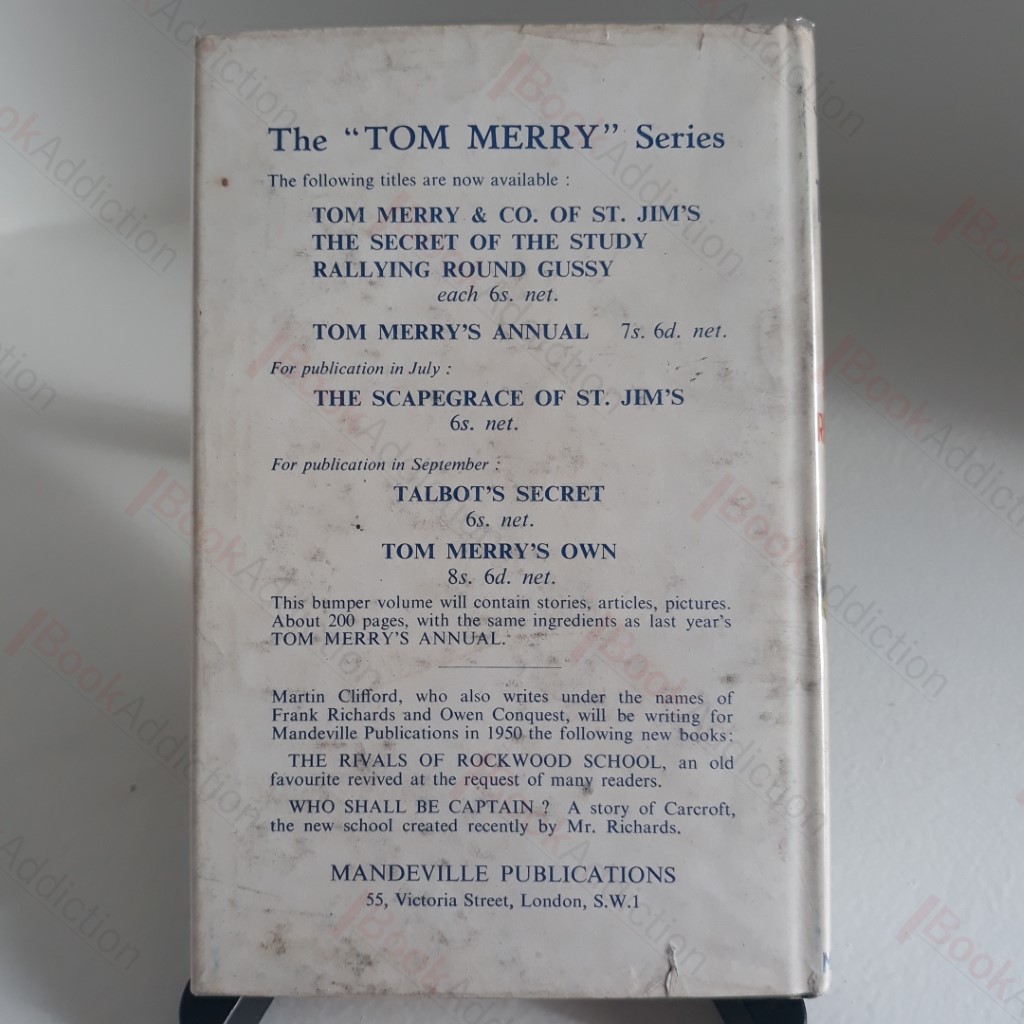 The "TOM MERRY" Series
The following titles are now available :
TOM MERRY & CO. OF ST. JIM'S
THE SECRET OF THE STUDY
RALLYING ROUND GUSSY
each 6s. net.
TOM MERRY'S ANNUAL 7s. 6d. net.
For publication in July :
THE SCAPEGRACE OF ST. JIM'S
6s. net.
For publication in September :
TALBOT'S SECRET
6s. net.
TOM MERRY'S OWN
8s. 6d. net.
This bumper volume will contain stories, articles, pictures.
About 200 pages, with the same ingredients as last year's
TOM MERRY'S ANNUAL.
Martin Clifford, who also writes under the names of
Frank Richards and Owen Conquest, will be writing for
Mandeville Publications in 1950 the following new books:
THE RIVALS OF ROCKWOOD SCHOOL, an old
favourite revived at the request of many readers.
WHO SHALL BE CAPTAIN ? A story of Carcroft,
the new school created recently by Mr. Richards.
MANDEVILLE PUBLICATIONS
55, Victoria Street, London, S.W.1
BookAddiction